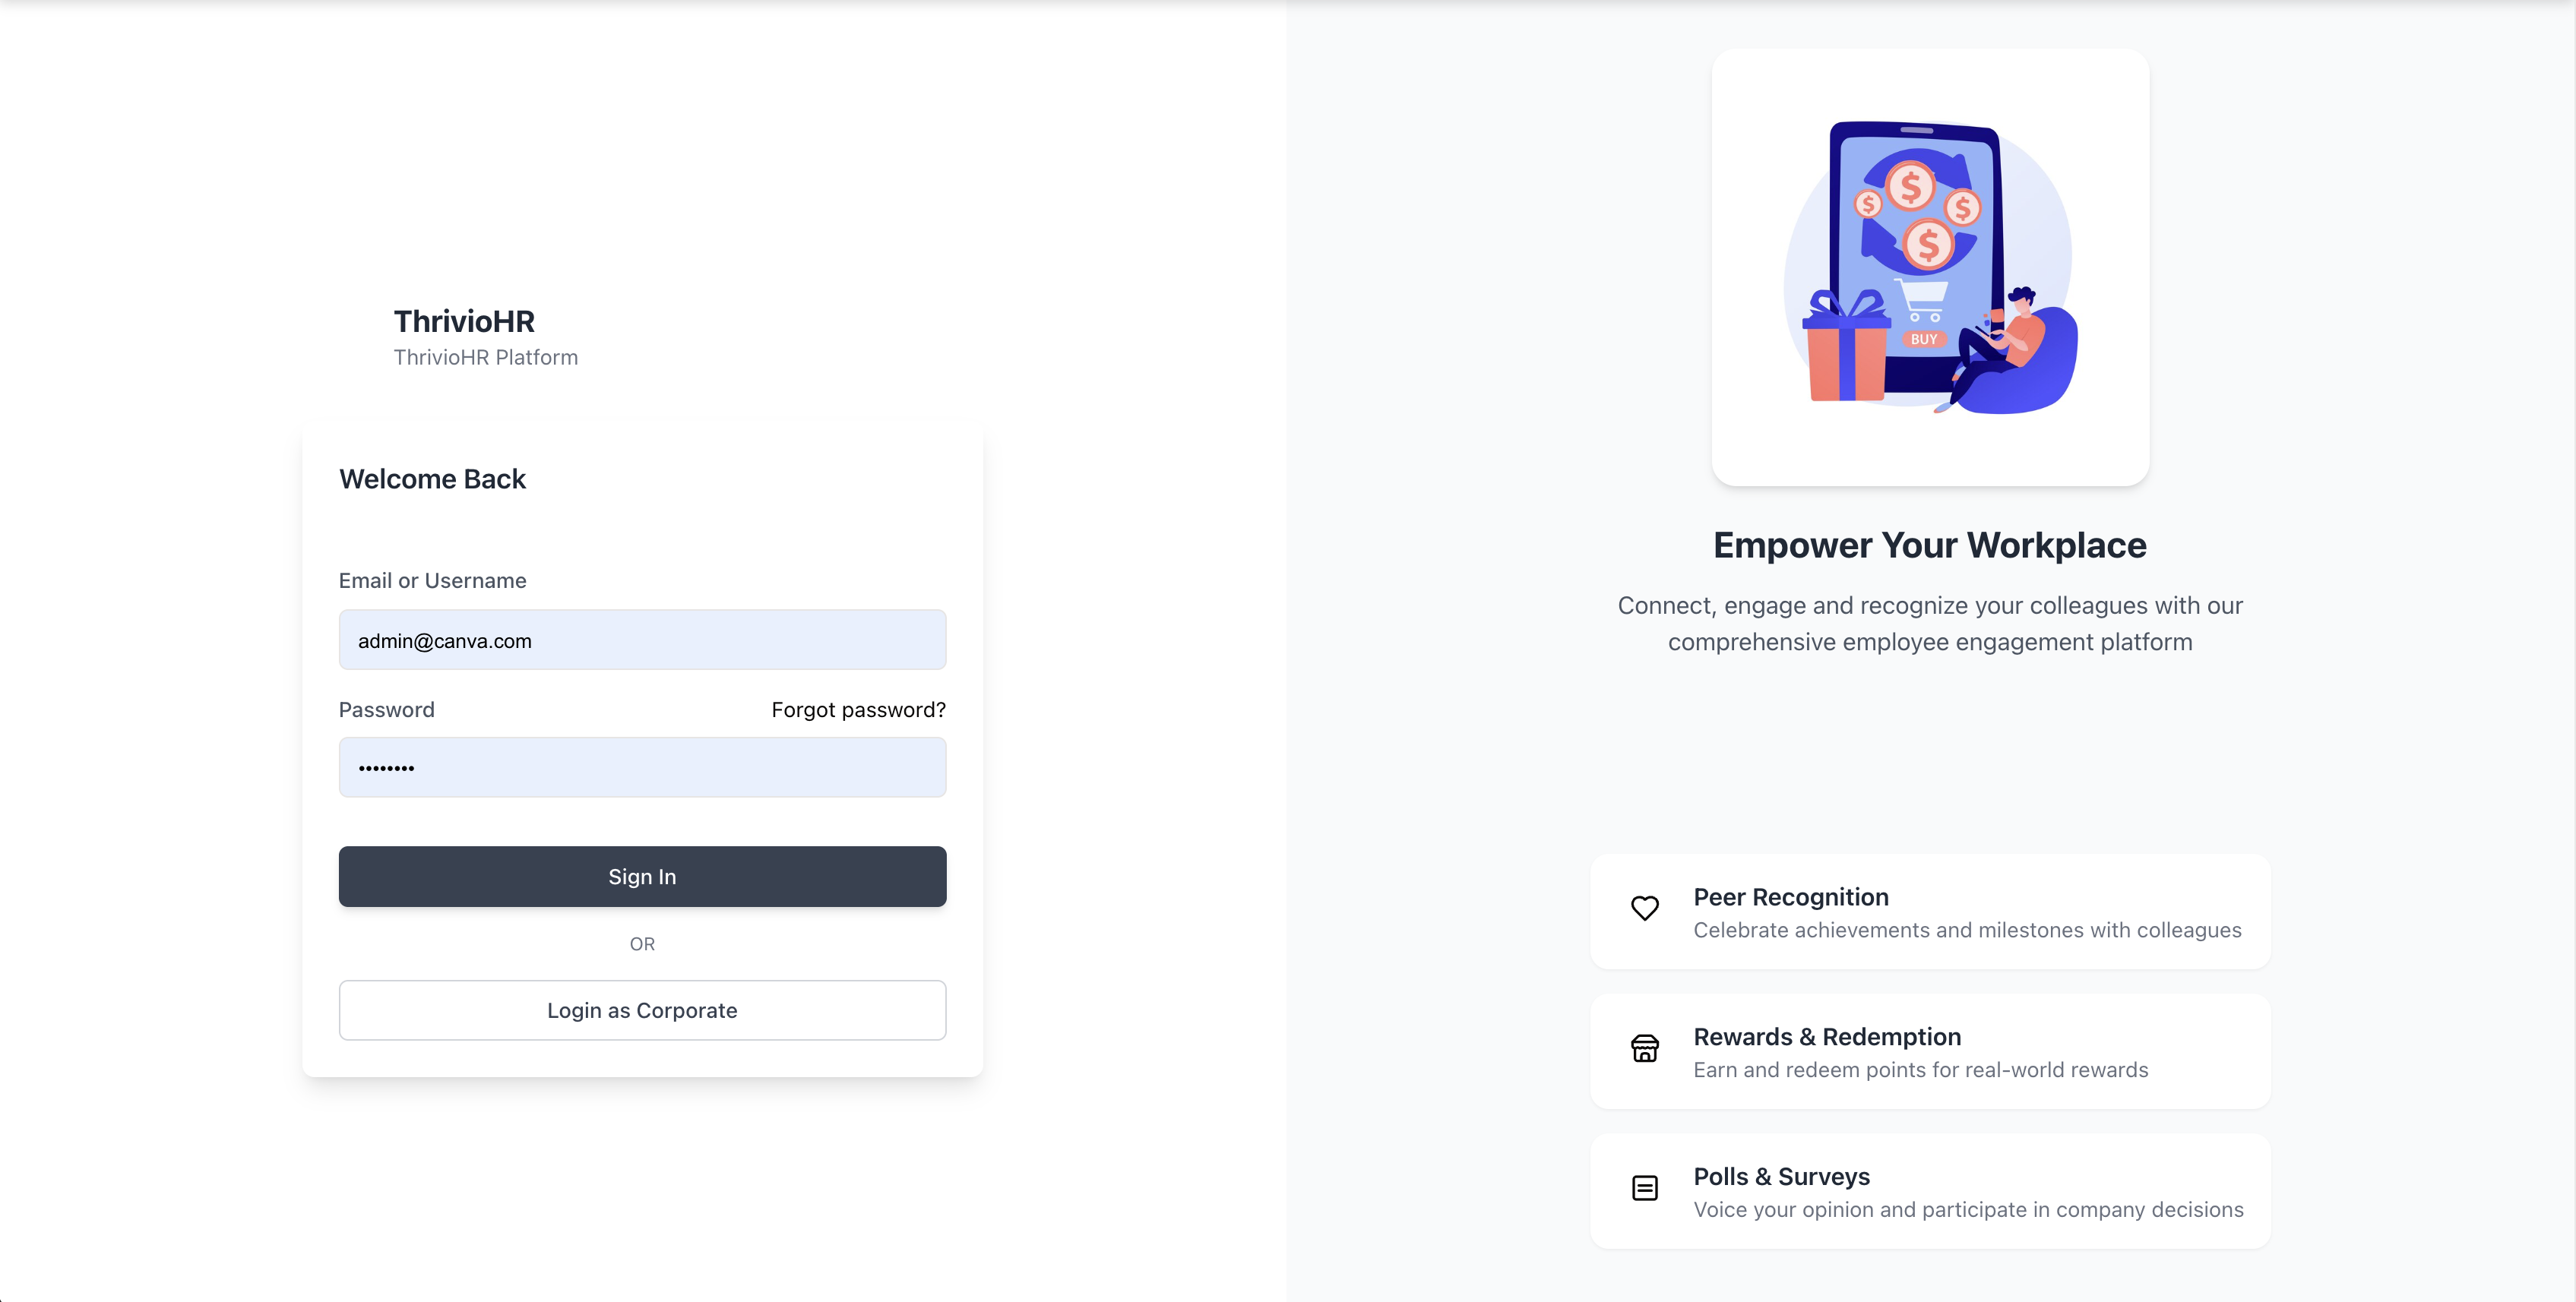 ThrivioHR
ThrivioHR Platform
Welcome Back
Email or Username
admin@canva.com
Password
Forgot password?
••••••••
Sign In
OR
Login as Corporate
$
$
$
$
BUY
Empower Your Workplace
Connect, engage and recognize your colleagues with our
comprehensive employee engagement platform
Peer Recognition
Celebrate achievements and milestones with colleagues
Rewards & Redemption
Earn and redeem points for real-world rewards
Polls & Surveys
Voice your opinion and participate in company decisions